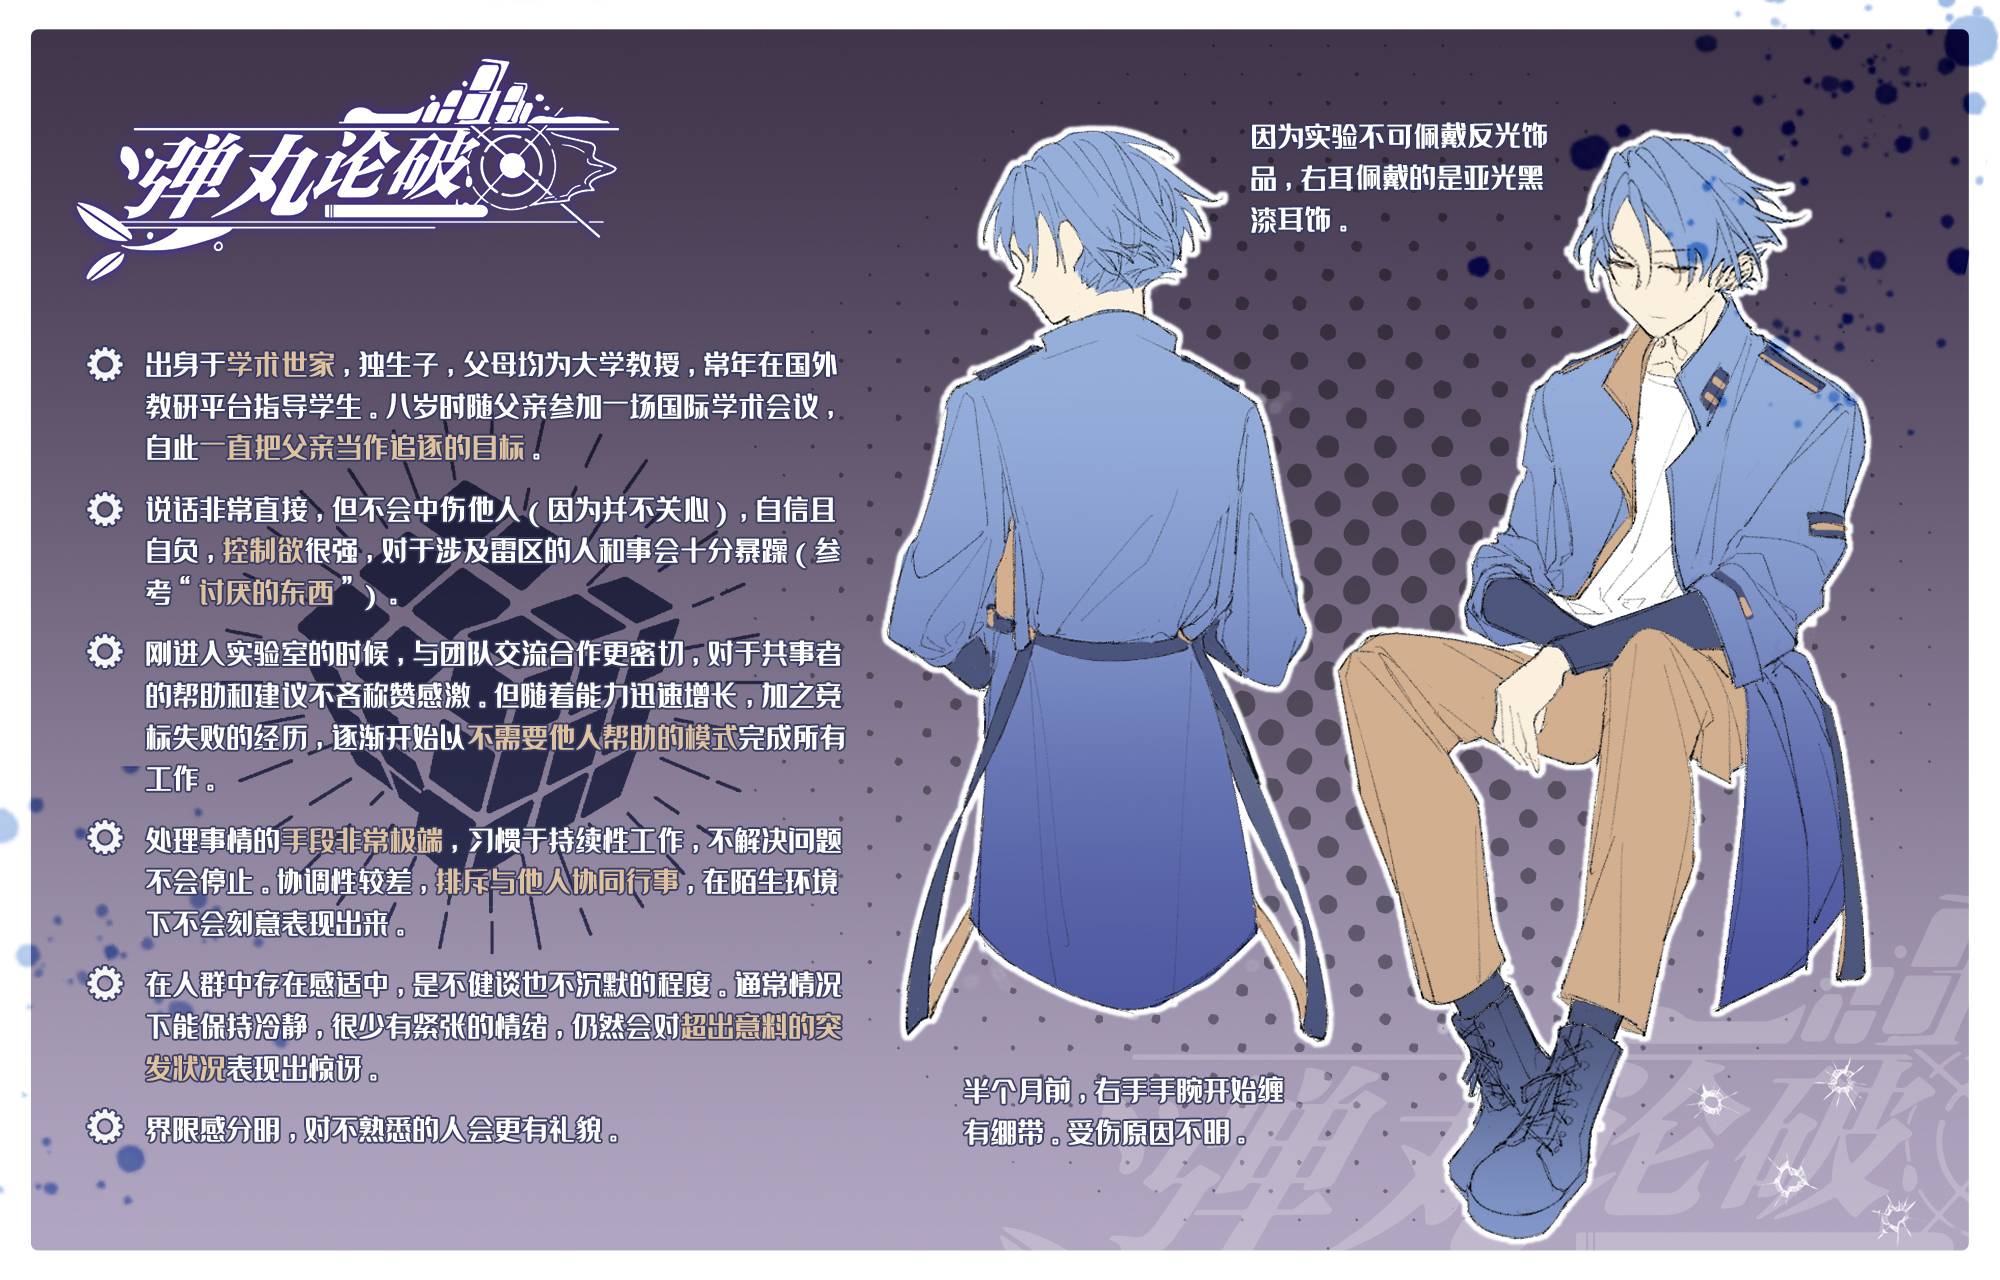 弹丸论破
因为实验不可佩戴反光饰
品，右耳佩戴的是亚光黑
漆耳饰。
出身于学术世家，独生子，父母均为大学教授，常年在国外
教研平台指导学生。八岁时随父亲参加一场国际学术会议，
自此一直把父亲当作追逐的目标。
说话非常直接，但不会中伤他人（因为并不关心），自信且
自负，控制欲很强，对于涉及雷区的人和事会十分暴躁（参
考“讨厌的东西”）。
刚进入实验室的时候，与团队交流合作更密切，对于共事者
的帮助和建议不吝称赞感激。但随着能力迅速增长，加之竞
标失败的经历，逐渐开始以不需要他人帮助的模式完成所有
工作。
处理事情的手段非常极端，习惯于持续性工作，不解决问题
不会停止。协调性较差，排斥与他人协同行事，在陌生环境
下不会刻意表现出来。
在人群中存在感适中，是不健谈也不沉默的程度。通常情况
下能保持冷静，很少有紧张的情绪，仍然会对超出意料的突
发状况表现出惊讶。
界限感分明，对不熟悉的人会更有礼貌。
半个月前，右手手腕开始缠
有绷带。受伤原因不明。
弹丸论破